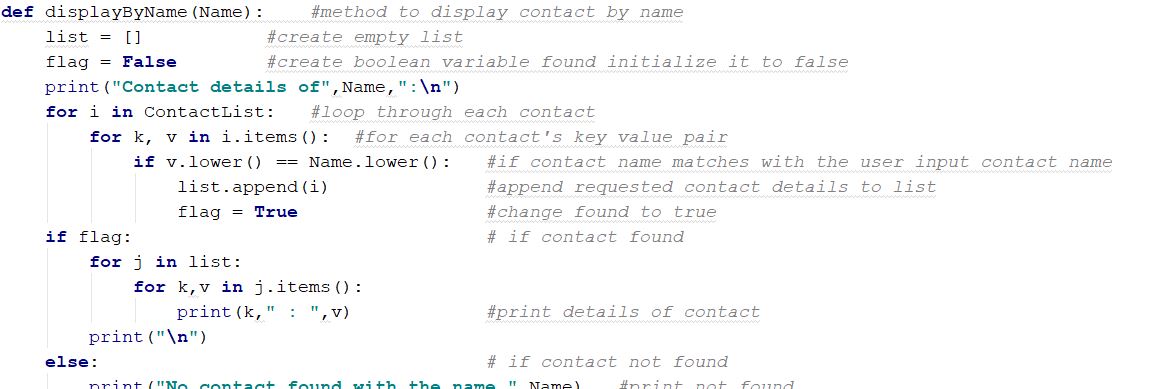 def displayByName(Name):    #method to display contact by name
    list = []           #create empty list
    flag = False        #create boolean variable found initialize it to false
    print("Contact details of",Name,":\n")
    for i in ContactList:   #loop through each contact
        for k, v in i.items():  #for each contact's key value pair
            if v.lower() == Name.lower():   #if contact name matches with the user input contact name
                list.append(i)              #append requested contact details to list
                flag = True                 #change found to true
    if flag:                                # if contact found
        for j in list:
            for k,v in j.items():
                print(k," : ",v)            #print details of contact
        print("\n")
    else:                                   # if contact not found
        print("No contact found with the name ",Name)   #print not found